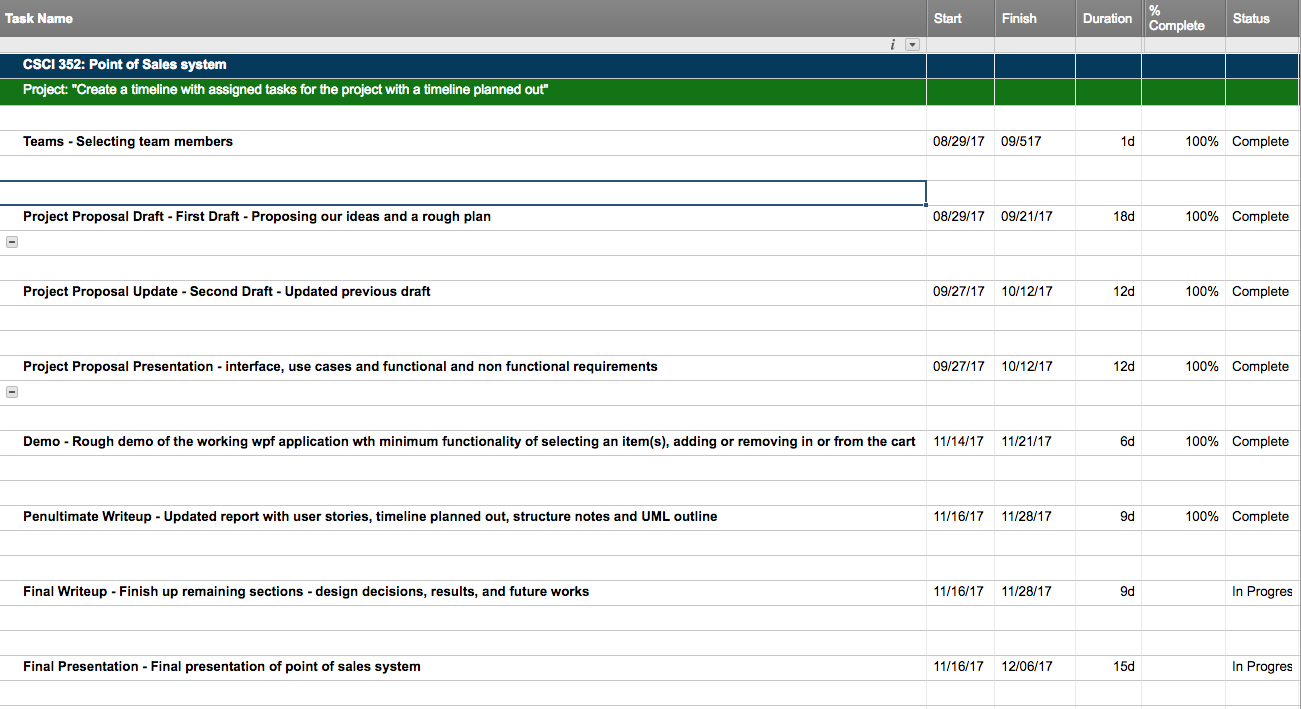 Task Name Start Finish Duration % Complete Status
i
CSCI 352: Point of Sales system
Project: "Create a timeline with assigned tasks for the project with a timeline planned out"
Teams - Selecting team members 08/29/17 09/517 1d 100% Complete
Project Proposal Draft - First Draft - Proposing our ideas and a rough plan 08/29/17 09/21/17 18d 100% Complete
Project Proposal Update - Second Draft - Updated previous draft 09/27/17 10/12/17 12d 100% Complete
Project Proposal Presentation - interface, use cases and functional and non functional requirements 09/27/17 10/12/17 12d 100% Complete
Demo - Rough demo of the working wpf application wth minimum functionality of selecting an item(s), adding or removing in or from the cart 11/14/17 11/21/17 6d 100% Complete
Penultimate Writeup - Updated report with user stories, timeline planned out, structure notes and UML outline 11/16/17 11/28/17 9d 100% Complete
Final Writeup - Finish up remaining sections - design decisions, results, and future works 11/16/17 11/28/17 9d In Progres
Final Presentation - Final presentation of point of sales system 11/16/17 12/06/17 15d In Progres